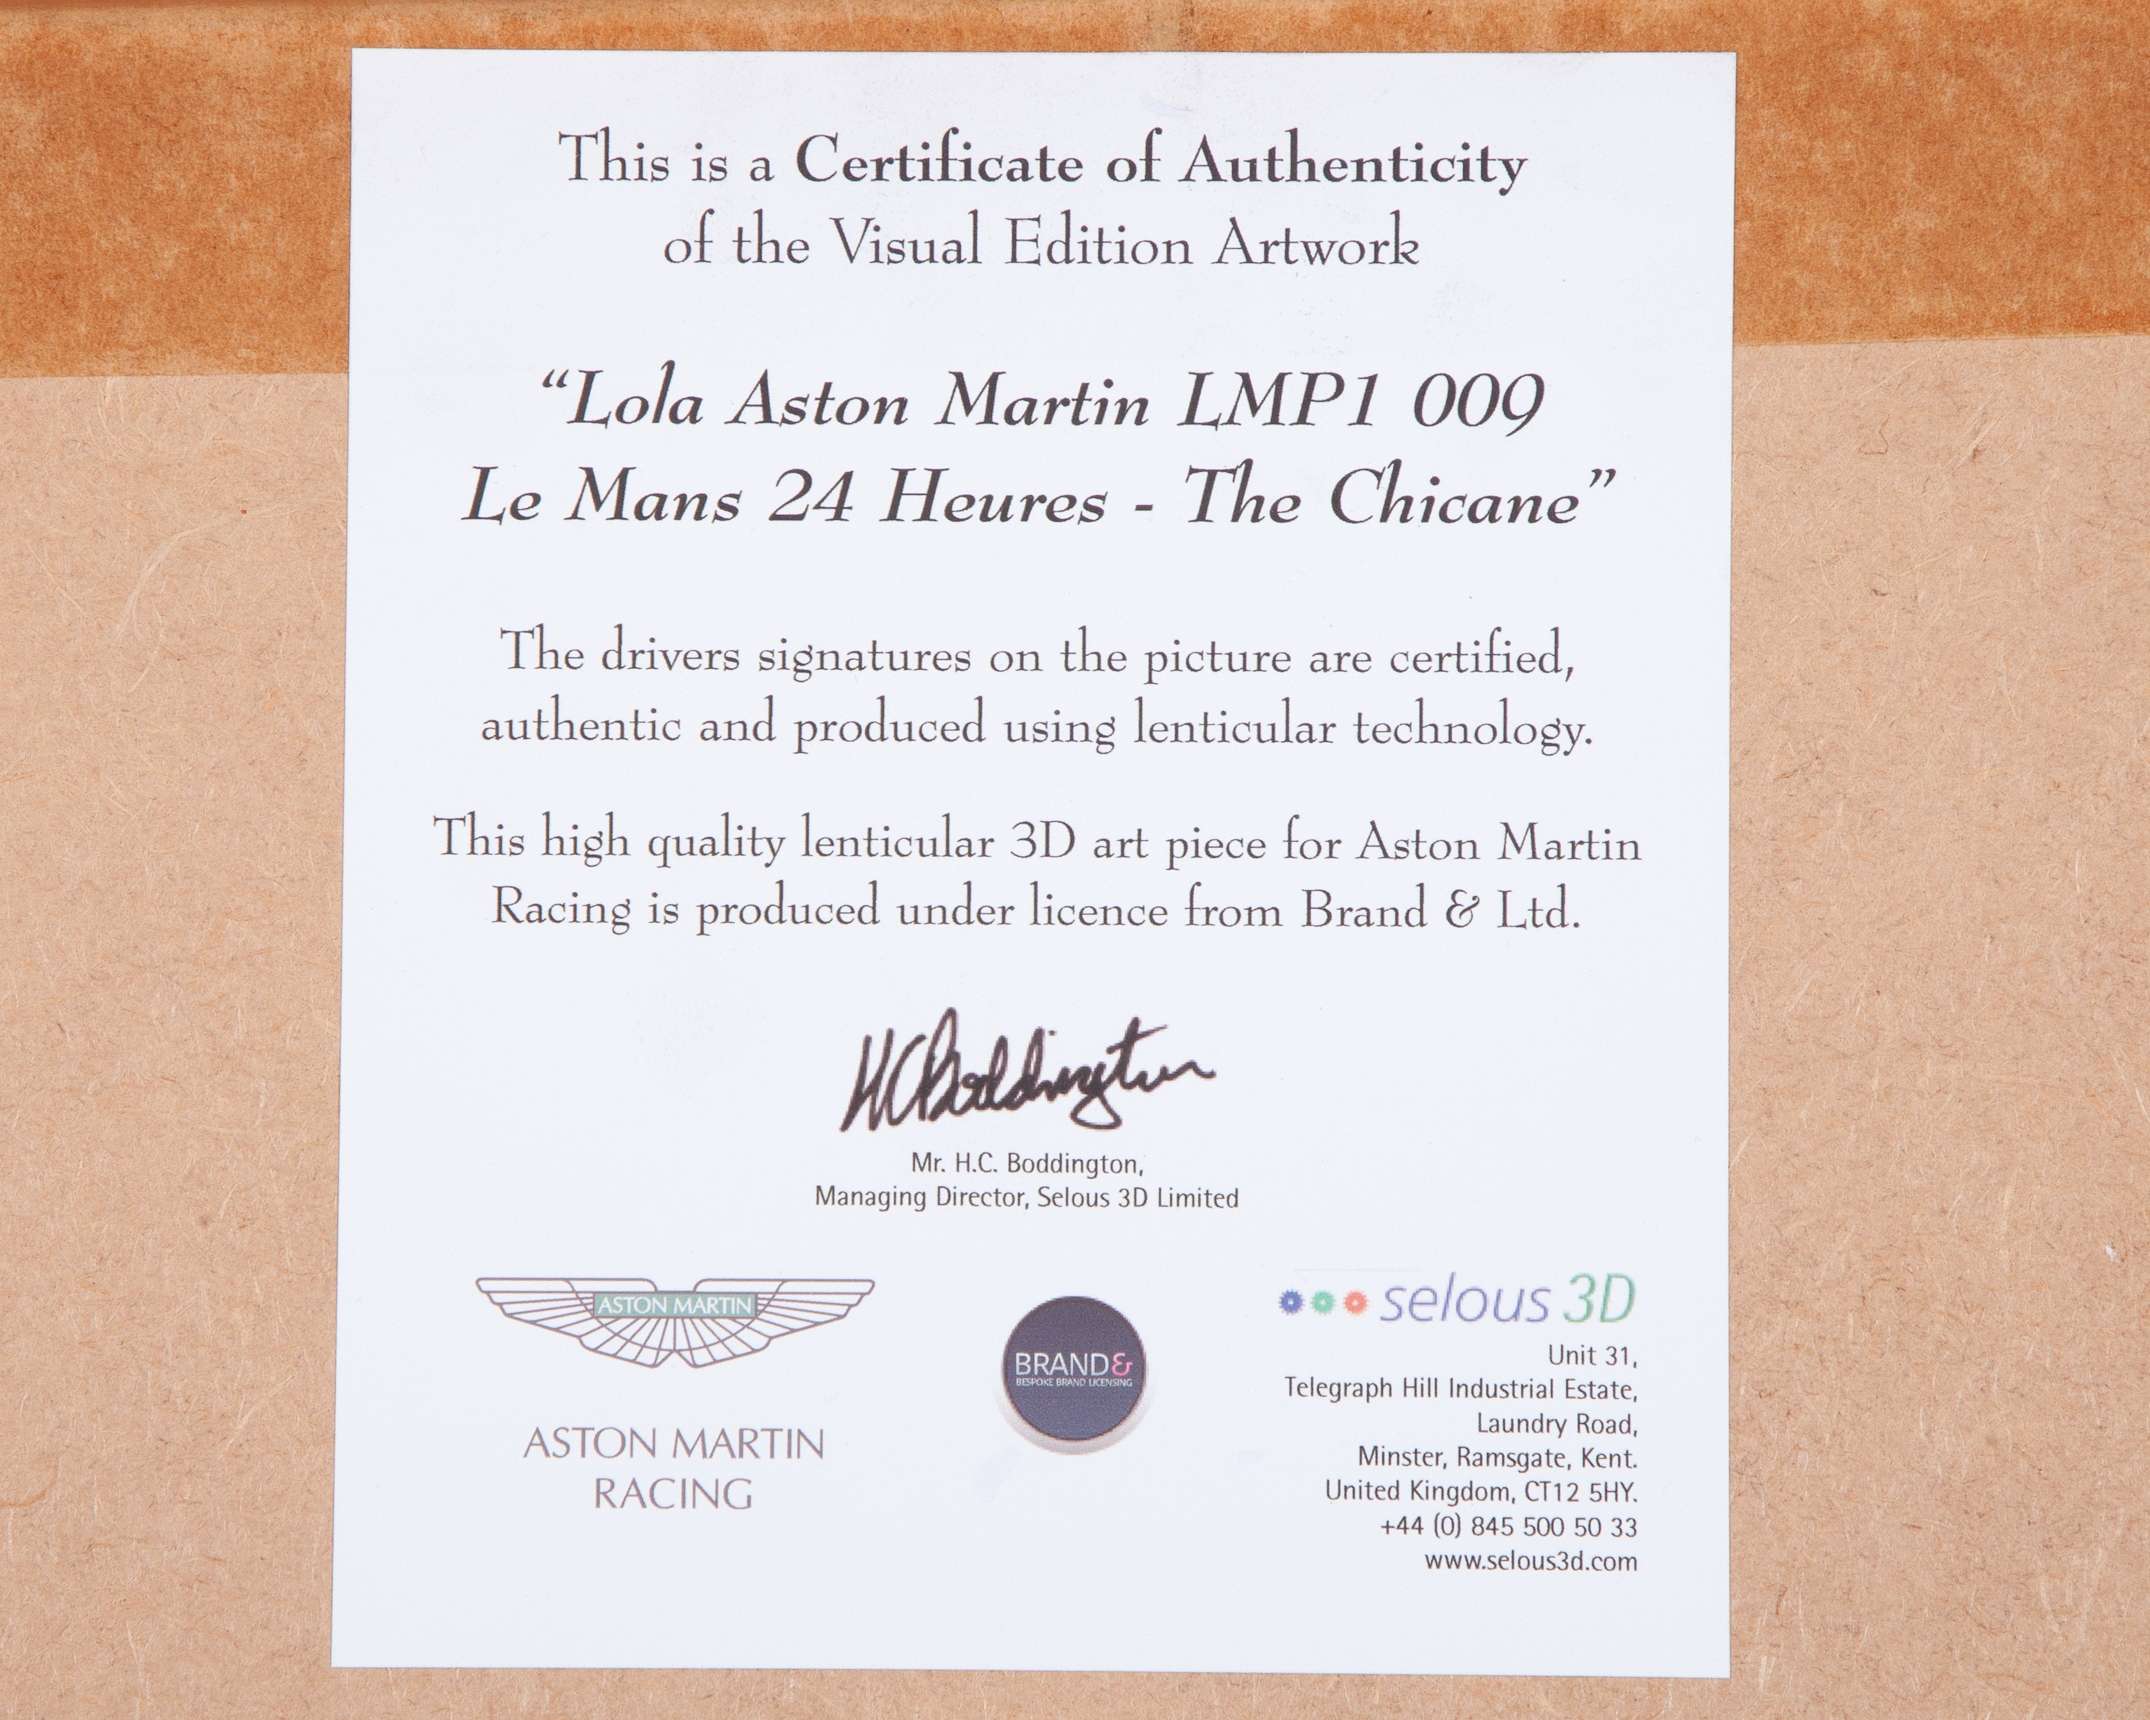 This is a Certificate of Authenticity
of the Visual Edition Artwork
“Lola Aston Martin LMP1 009
Le Mans 24 Heures - The Chicane”
The drivers signatures on the picture are certified,
authentic and produced using lenticular technology.
This high quality lenticular 3D art piece for Aston Martin
Racing is produced under licence from Brand & Ltd.
HCBoddington
Mr. H.C. Boddington,
Managing Director, Selous 3D Limited
ASTON MARTIN
ASTON MARTIN
RACING
BRAND&
BESPOKE BRAND LICENSING
selous 3D
Unit 31,
Telegraph Hill Industrial Estate,
Laundry Road,
Minster, Ramsgate, Kent.
United Kingdom, CT12 5HY.
+44 (0) 845 500 50 33
www.selous3d.com